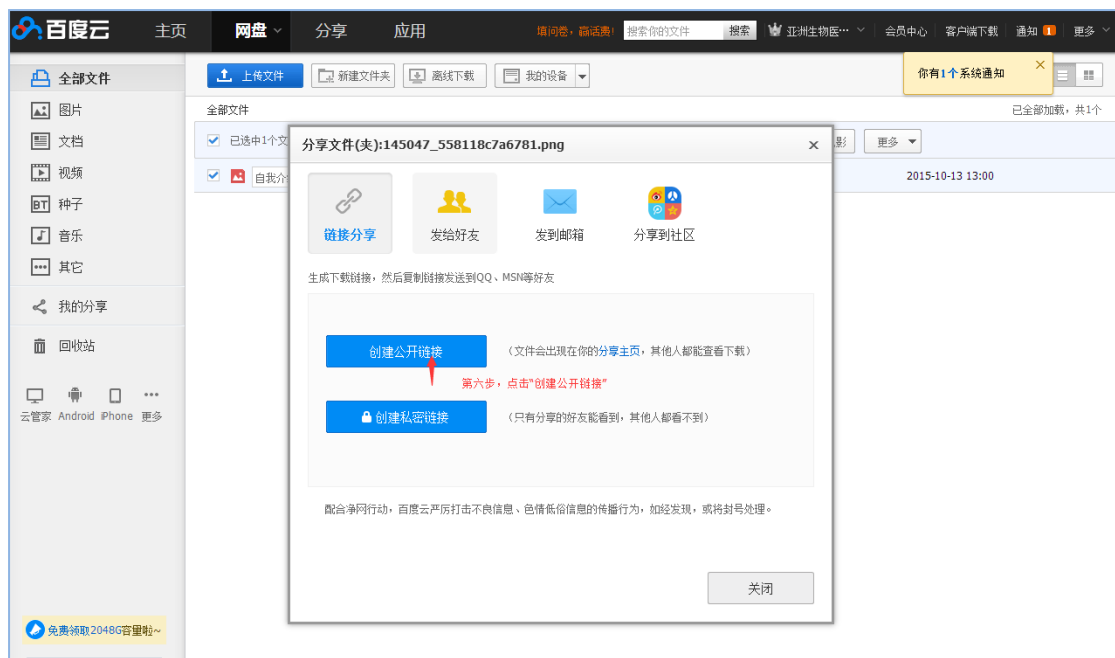 百度云 主页 网盘 分享 应用 填问卷，赢话费! 搜索你的文件 搜索 亚洲生物医… 会员中心 客户端下载 通知 1 更多
全部文件
图片
文档
视频
BT 种子
音乐
其它
我的分享
回收站
云管家 Android iPhone 更多
免费领取2048G容量啦~
上传文件 新建文件夹 离线下载 我的设备
你有1个系统通知
全部文件 已全部加载，共1个
已选中1个文 影 更多
自我介 2015-10-13 13:00
分享文件(夹):145047_558118c7a6781.png
链接分享 发给好友 发到邮箱 分享到社区
生成下载链接，然后复制链接发送到QQ、MSN等好友
创建公开链接 （文件会出现在你的分享主页，其他人都能查看下载）
第六步，点击“创建公开链接”
创建私密链接 （只有分享的好友能看到，其他人都看不到）
配合净网行动，百度云严厉打击不良信息、色情低俗信息的传播行为，如经发现，或将封号处理。
关闭